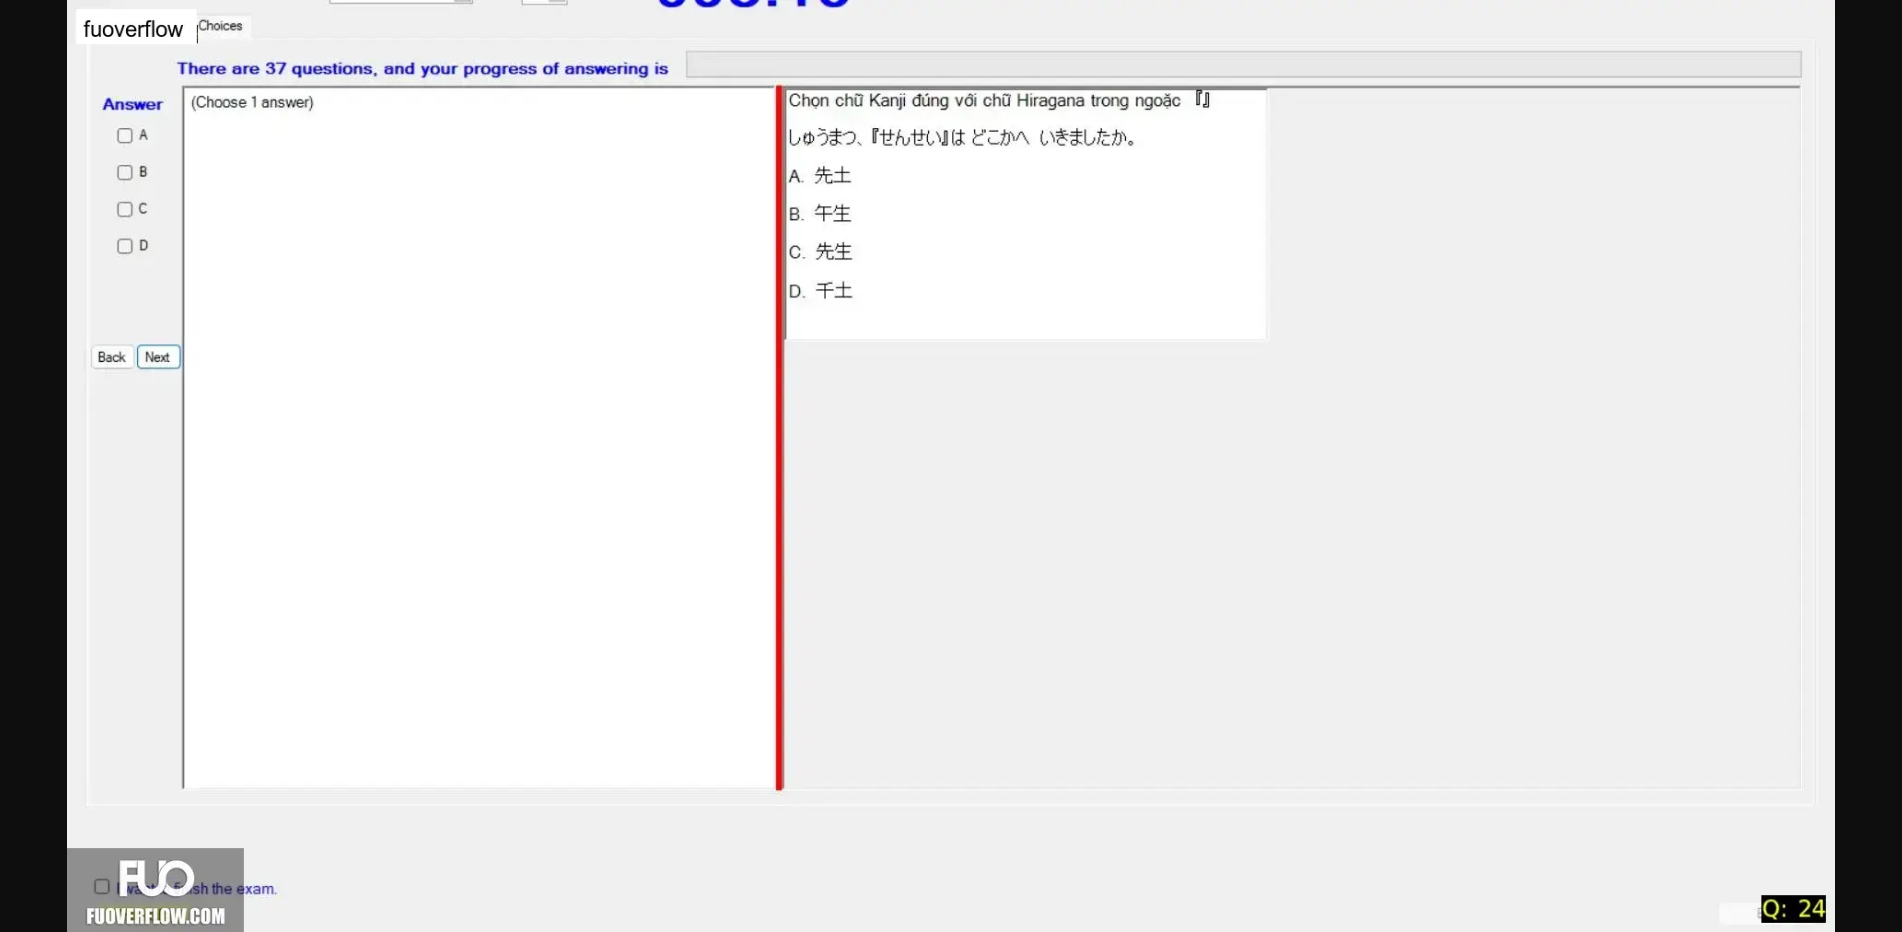 fuoverflow
Choices
There are 37 questions, and your progress of answering is
Answer
(Choose 1 answer)
A
B
C
D
Back
Next
Chọn chữ Kanji đúng với chữ Hiragana trong ngoặc 『』
しゅうまつ、『せんせい』は どこかへ いきましたか。
A. 先土
B. 午生
C. 先生
D. 千土
FUO
sh the exam.
FUOVERFLOW.COM
Q: 24